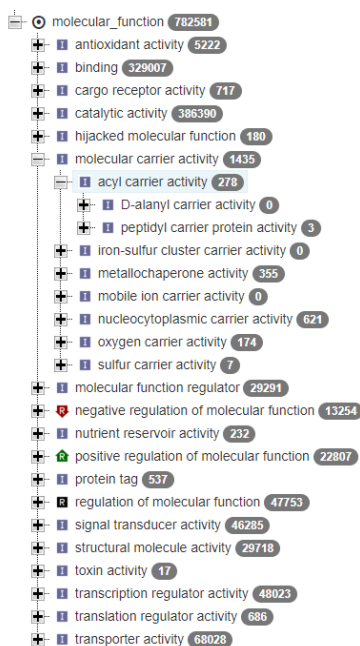 molecular_function 782581
I antioxidant activity 5222
I binding 329007
I cargo receptor activity 717
I catalytic activity 386390
I hijacked molecular function 180
I molecular carrier activity 1435
I acyl carrier activity 278
I D-alanyl carrier activity 0
I peptidyl carrier protein activity 3
I iron-sulfur cluster carrier activity 0
I metallochaperone activity 355
I mobile ion carrier activity 0
I nucleocytoplasmic carrier activity 621
I oxygen carrier activity 174
I sulfur carrier activity 7
I molecular function regulator 29291
R negative regulation of molecular function 13254
I nutrient reservoir activity 232
R positive regulation of molecular function 22807
I protein tag 537
R regulation of molecular function 47753
I signal transducer activity 46285
I structural molecule activity 29718
I toxin activity 17
I transcription regulator activity 48023
I translation regulator activity 686
I transporter activity 68028